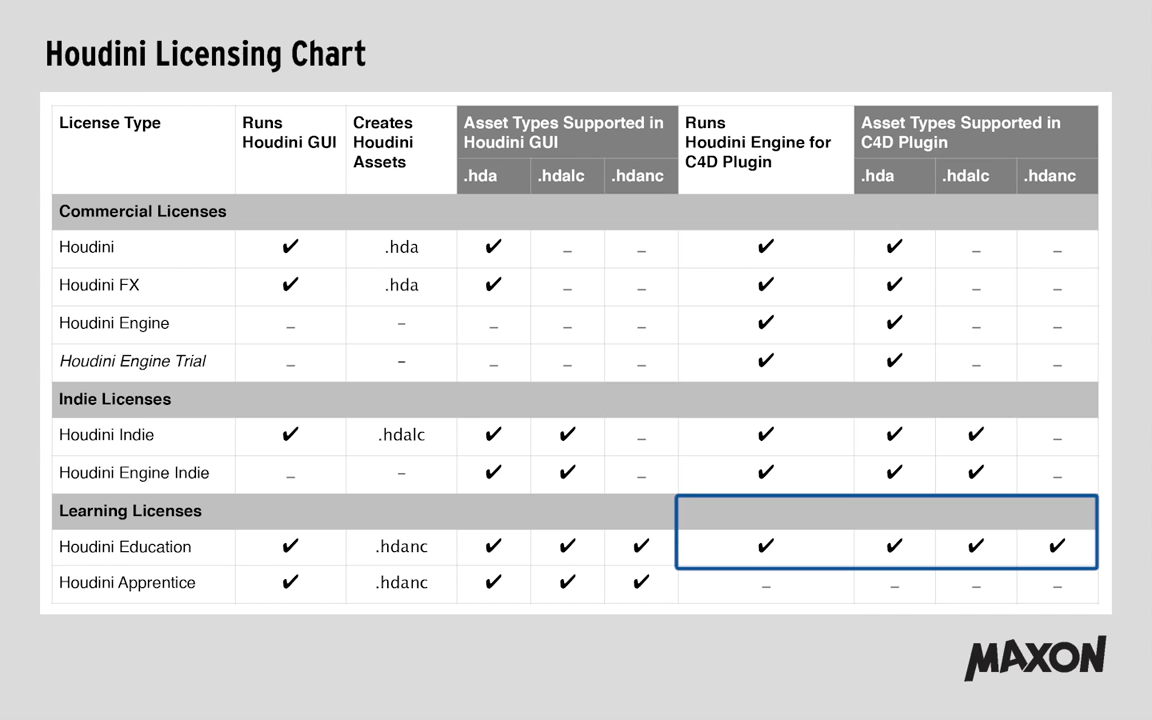 Houdini Licensing Chart
License Type
Runs
Houdini GUI
Creates
Houdini
Assets
Asset Types Supported in
Houdini GUI
.hda .hdalc .hdanc
Runs
Houdini Engine for
C4D Plugin
Asset Types Supported in
C4D Plugin
.hda .hdalc .hdanc
Commercial Licenses
Houdini ✔ .hda ✔ – – ✔ ✔ – –
Houdini FX ✔ .hda ✔ – – ✔ ✔ – –
Houdini Engine – – – – – ✔ ✔ – –
Houdini Engine Trial – – – – – ✔ ✔ – –
Indie Licenses
Houdini Indie ✔ .hdalc ✔ ✔ – ✔ ✔ ✔ –
Houdini Engine Indie – – ✔ ✔ – ✔ ✔ ✔ –
Learning Licenses
Houdini Education ✔ .hdanc ✔ ✔ ✔ ✔ ✔ ✔ ✔
Houdini Apprentice ✔ .hdanc ✔ ✔ ✔ – – – –
MAXON